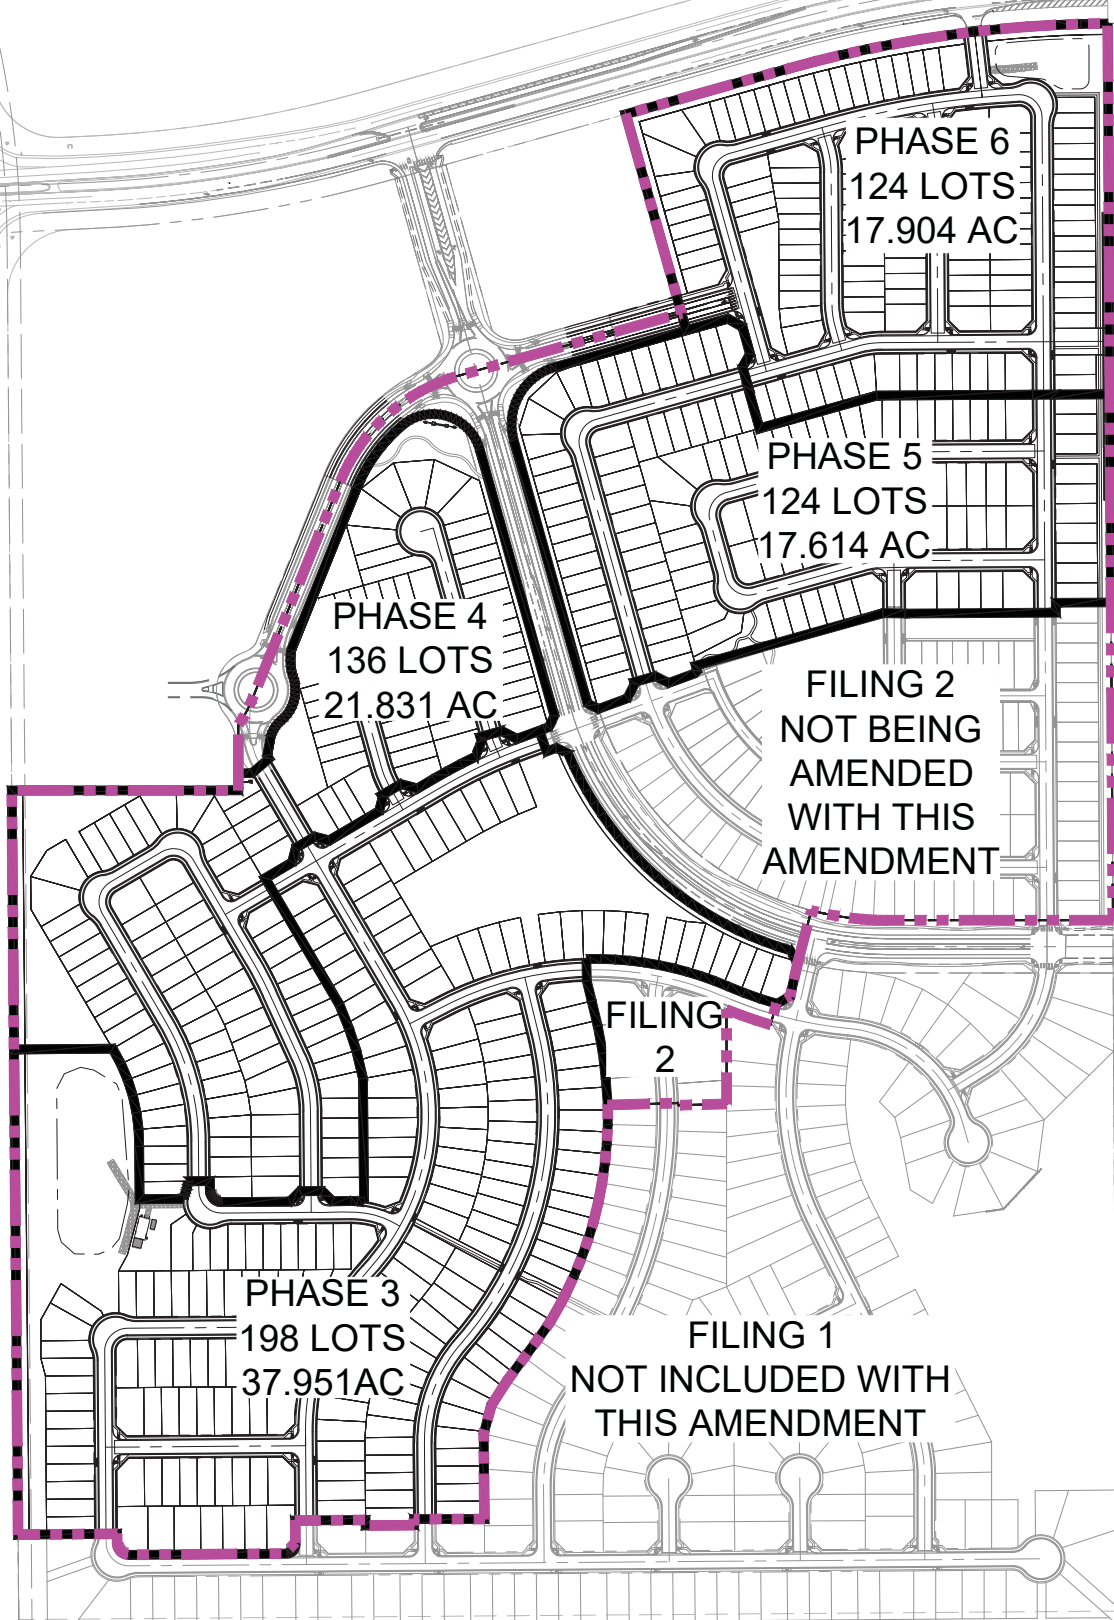 PHASE 6
124 LOTS
17.904 AC
PHASE 5
124 LOTS
17.614 AC
PHASE 4
136 LOTS
21.831 AC
FILING 2
NOT BEING
AMENDED
WITH THIS
AMENDMENT
FILING
2
PHASE 3
198 LOTS
37.951AC
FILING 1
NOT INCLUDED WITH
THIS AMENDMENT